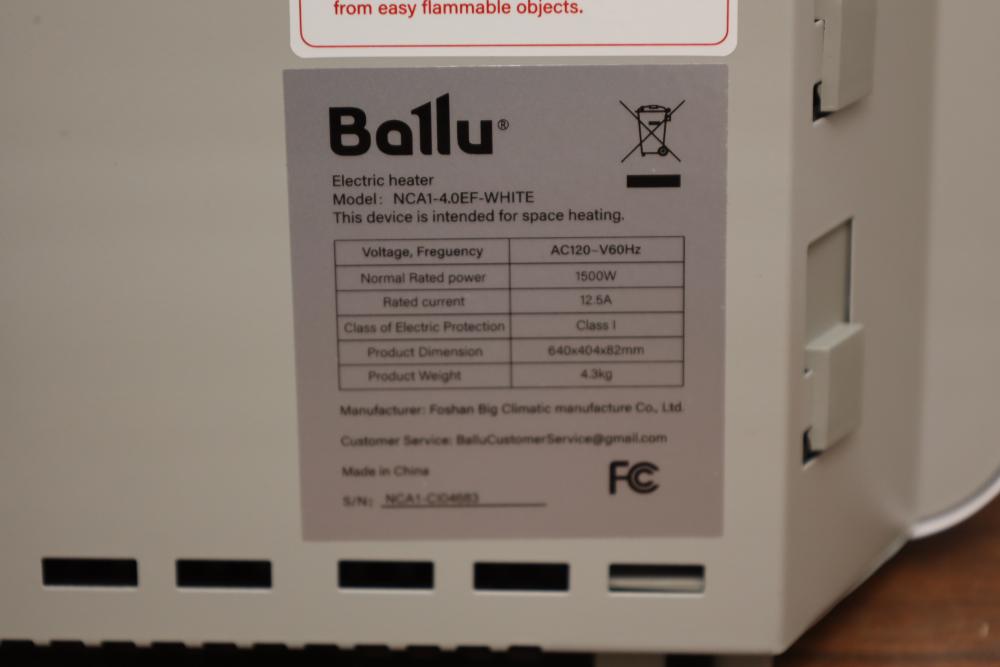 from easy flammable objects.
Ballu®
Electric heater
Model: NCA1-4.0EF-WHITE
This device is intended for space heating.
Voltage, Freguency AC120~V60Hz
Normal Rated power 1500W
Rated current 12.5A
Class of Electric Protection Class I
Product Dimension 640x404x82mm
Product Weight 4.3kg
Manufacturer: Foshan Big Climatic manufacture Co., Ltd.
Customer Service: BalluCustomerService@gmail.com
Made in China
FC
S/N: NCA1-CI04683